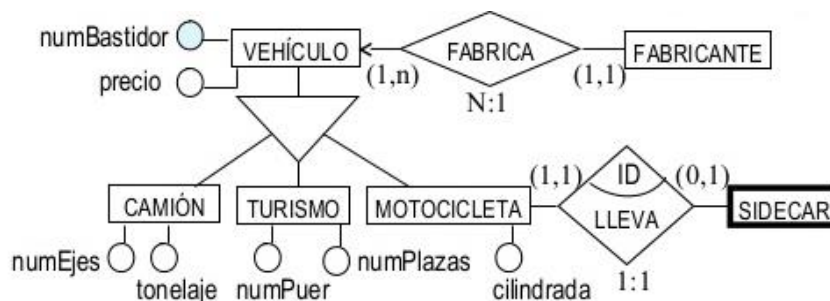 numBastidor
VEHÍCULO
FABRICA
FABRICANTE
precio
(1,n)
(1,1)
N:1
(1,1)
ID
(0,1)
CAMIÓN
TURISMO
MOTOCICLETA
LLEVA
SIDECAR
numEjes
numPlazas
1:1
tonelaje
numPuer
cilindrada